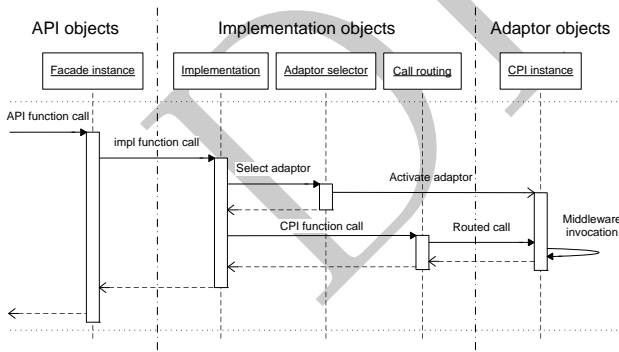 API objects
Implementation objects
Adaptor objects
Facade instance
Implementation
Adaptor selector
Call routing
CPI instance
API function call
impl function call
Select adaptor
Activate adaptor
CPI function call
Routed call
Middleware
invocation